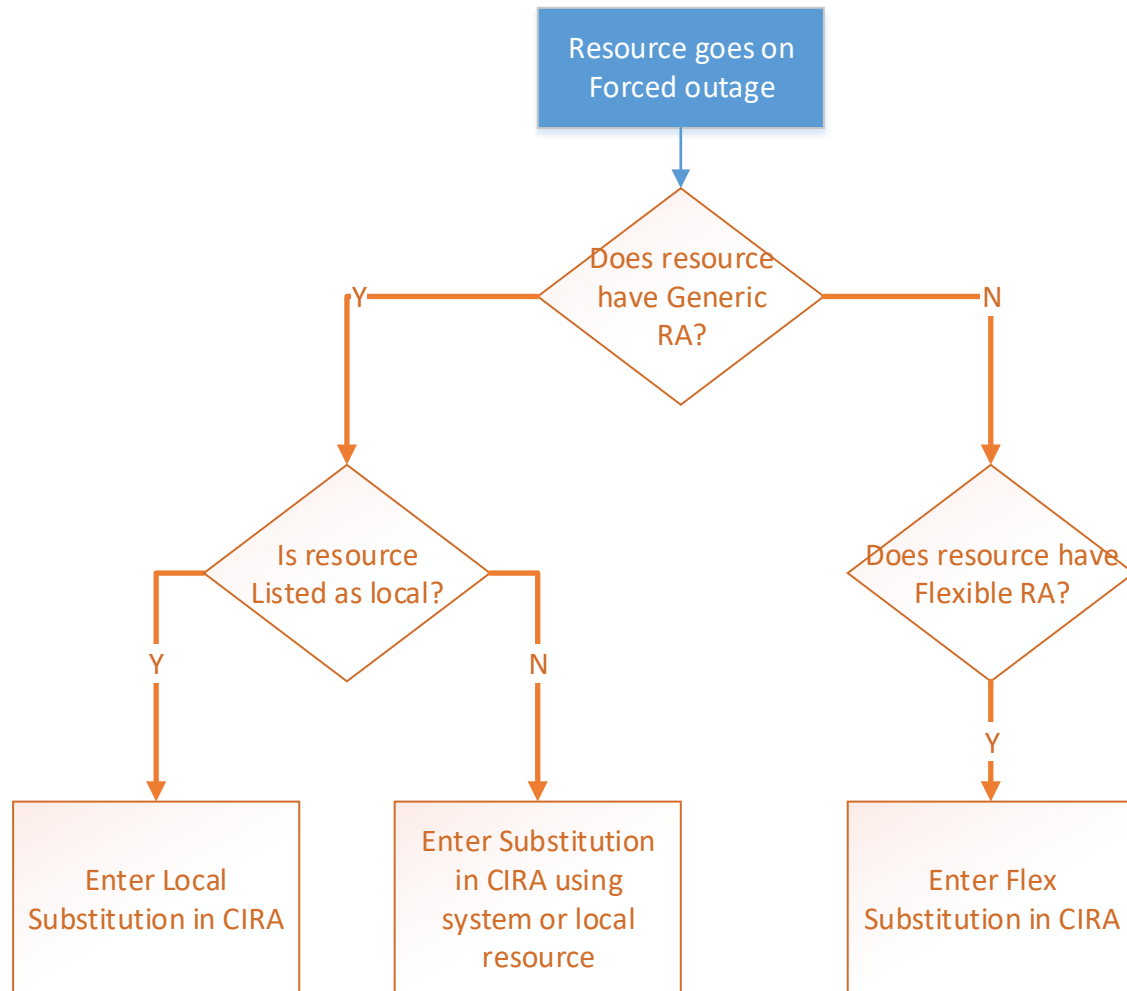 Resource goes on
Forced outage
Does resource
have Generic
RA?
Y
N
Is resource
Listed as local?
Does resource have
Flexible RA?
Y
N
Y
Enter Local
Substitution in CIRA
Enter Substitution
in CIRA using
system or local
resource
Enter Flex
Substitution in CIRA